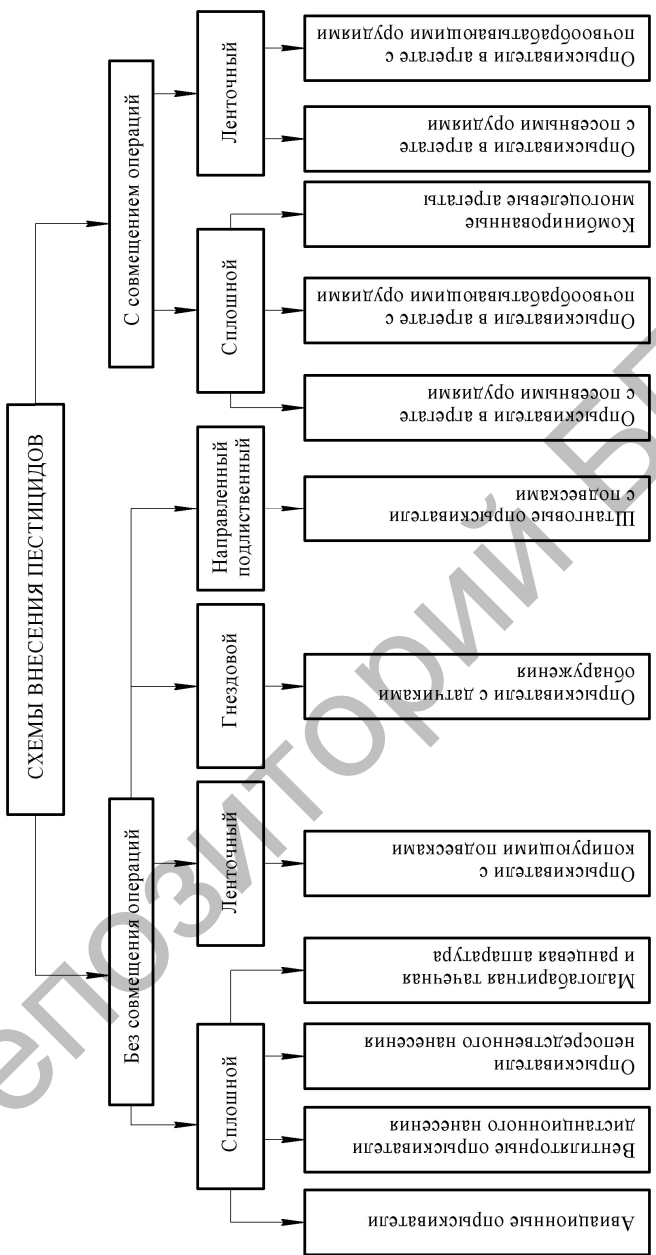 СХЕМЫ ВНЕСЕНИЯ ПЕСТИЦИДОВ
Без совмещения операций
С совмещением операций
Сплошной
Ленточный
Гнездовой
Направленный
подлиственный
Сплошной
Ленточный
Авиационные опрыскиватели
Вентиляторные опрыскиватели
дистанционного нанесения
Опрыскиватели
непосредственного нанесения
Малогабаритная тачечная
и ранцевая аппаратура
Опрыскиватели с
копирующими подвесками
Опрыскиватели с датчиками
обнаружения
Штанговые опрыскиватели
с подвесками
Опрыскиватели в агрегате
с посевными орудиями
Опрыскиватели в агрегате с
почвообрабатывающими орудиями
Комбинированные
многоцелевые агрегаты
Опрыскиватели в агрегате
с посевными орудиями
Опрыскиватели в агрегате с
почвообрабатывающими орудиями